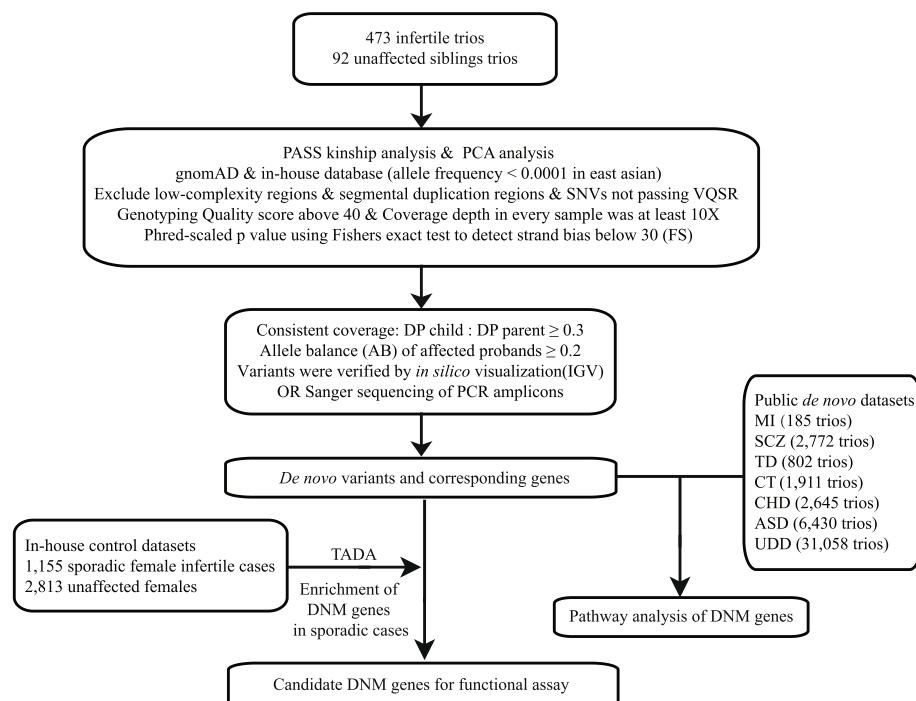 473 infertile trios
92 unaffected siblings trios
PASS kinship analysis & PCA analysis
gnomAD & in-house database (allele frequency < 0.0001 in east asian)
Exclude low-complexity regions & segmental duplication regions & SNVs not passing VQSR
Genotyping Quality score above 40 & Coverage depth in every sample was at least 10X
Phred-scaled p value using Fishers exact test to detect strand bias below 30 (FS)
Consistent coverage: DP child : DP parent ≥ 0.3
Allele balance (AB) of affected probands ≥ 0.2
Variants were verified by in silico visualization(IGV)
OR Sanger sequencing of PCR amplicons
Public de novo datasets
MI (185 trios)
SCZ (2,772 trios)
TD (802 trios)
CT (1,911 trios)
CHD (2,645 trios)
ASD (6,430 trios)
UDD (31,058 trios)
De novo variants and corresponding genes
In-house control datasets
1,155 sporadic female infertile cases
2,813 unaffected females
TADA
Enrichment of
DNM genes
in sporadic cases
Pathway analysis of DNM genes
Candidate DNM genes for functional assay